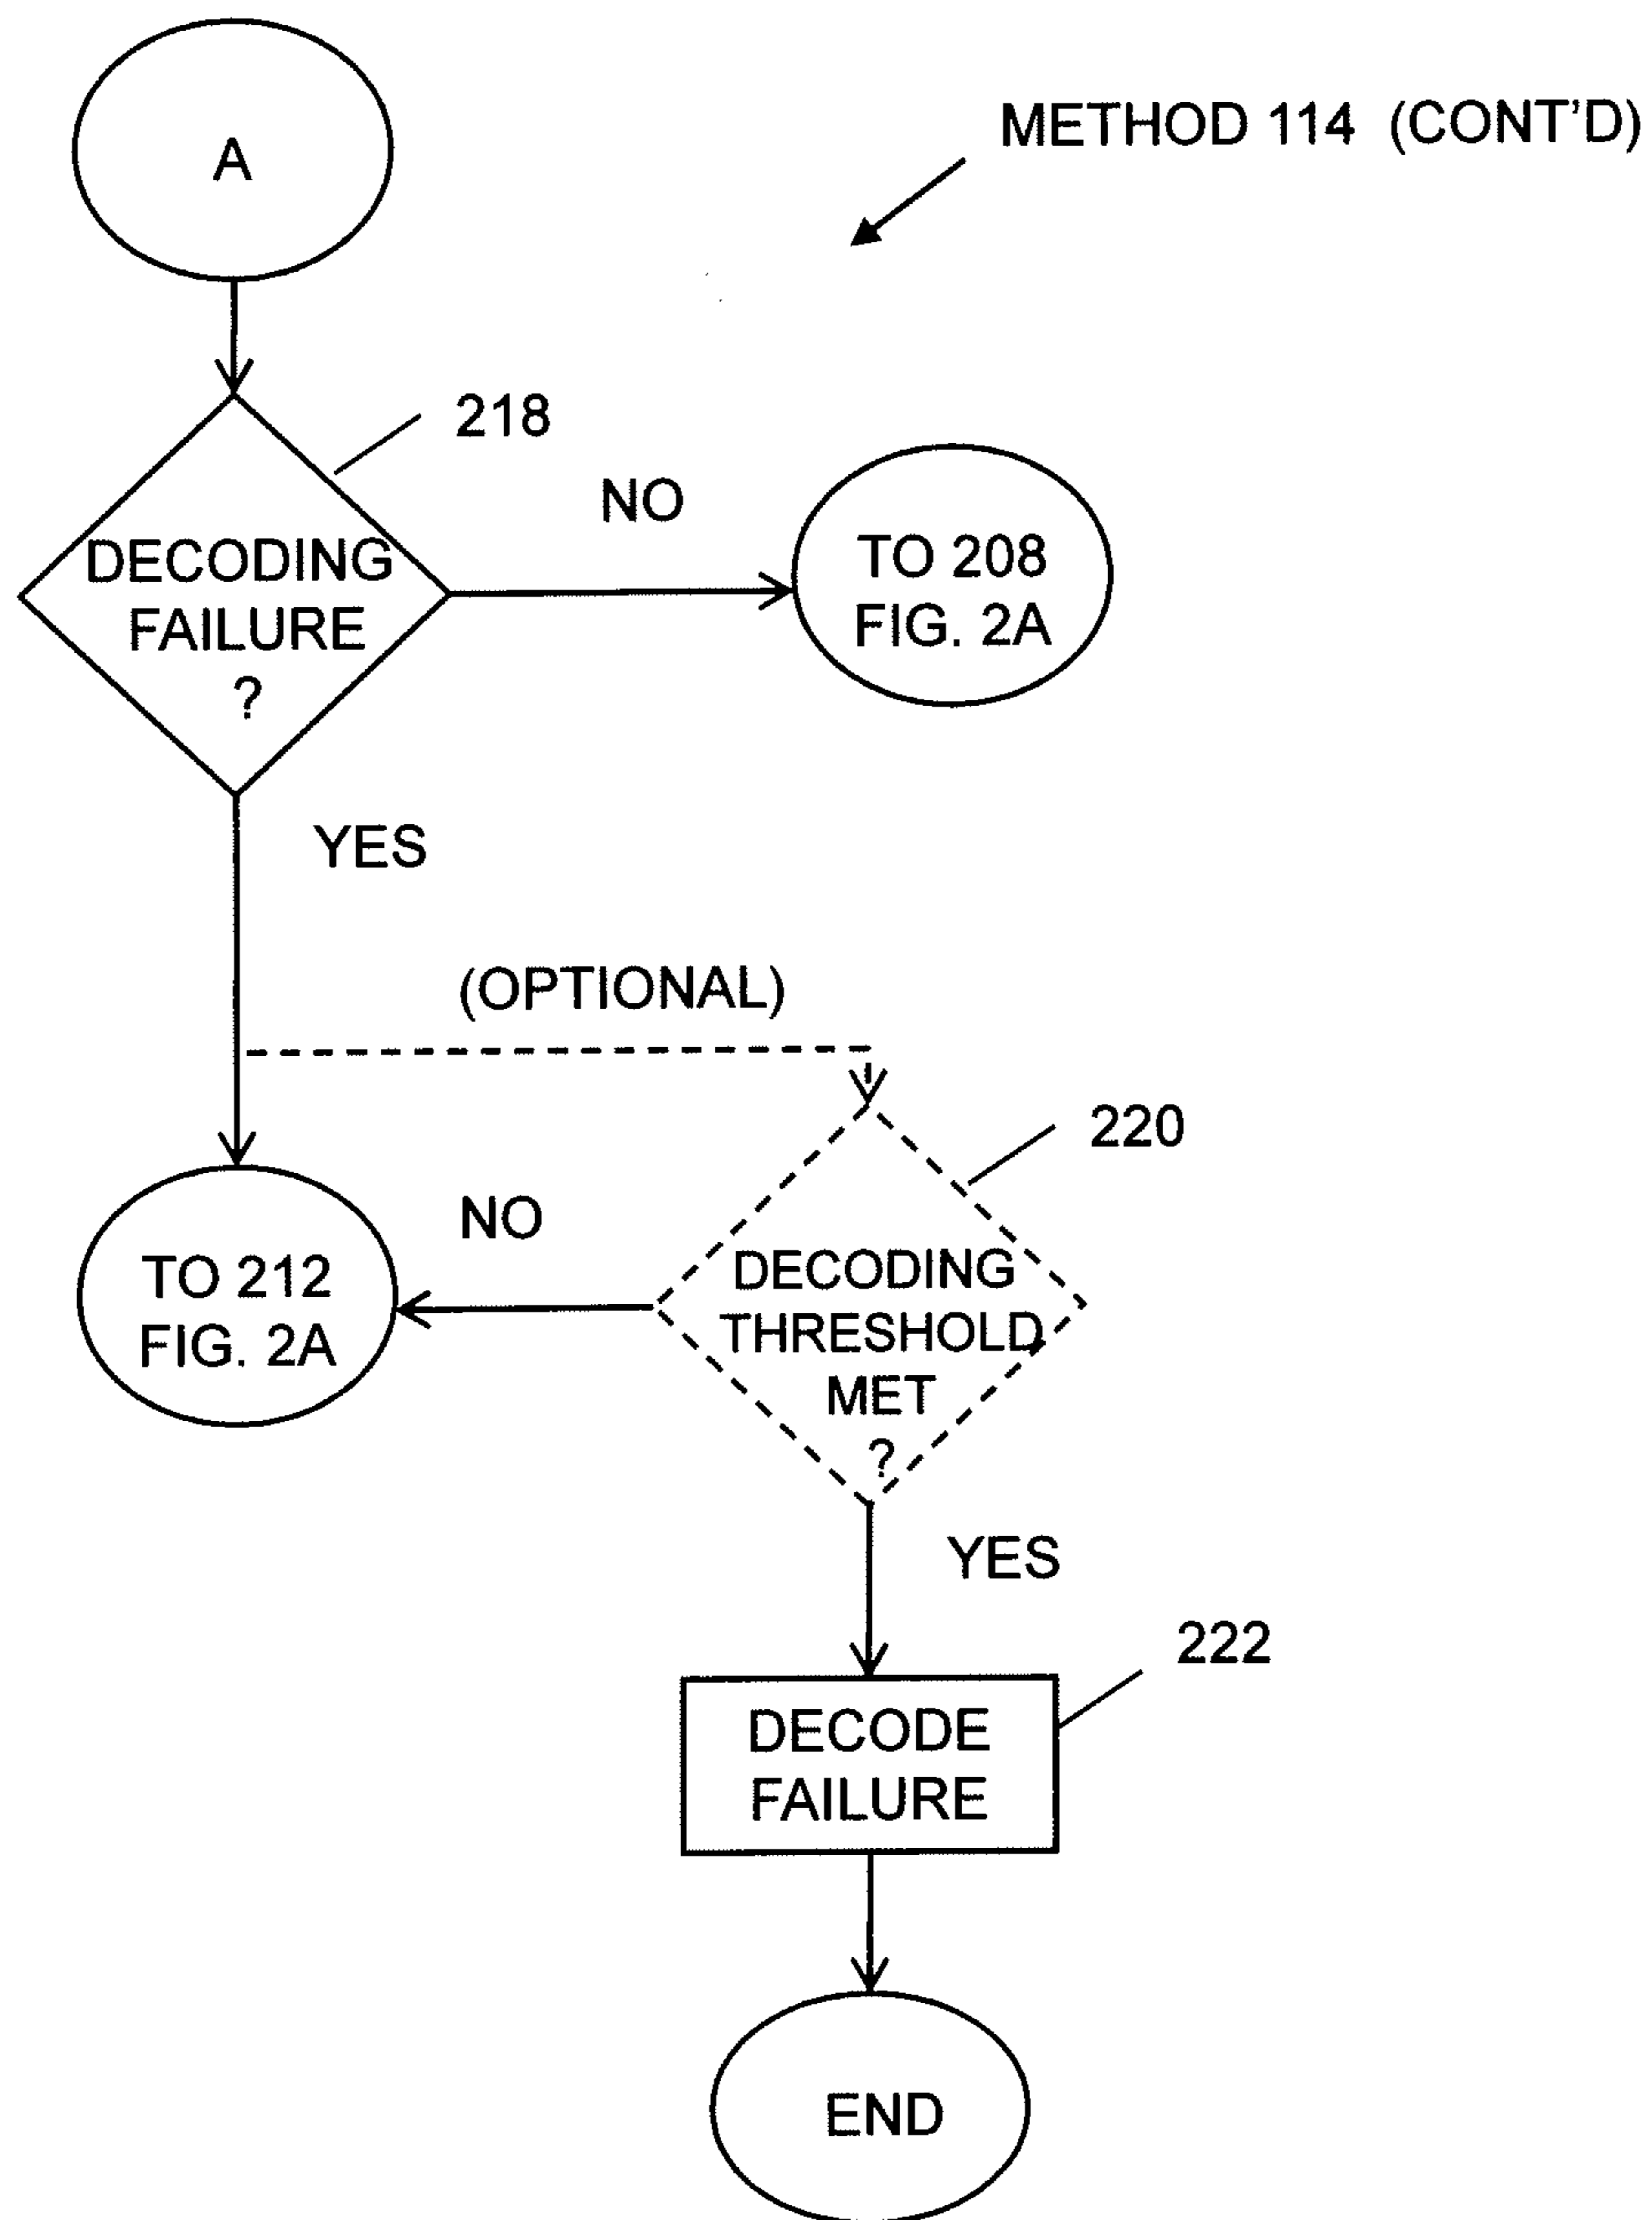 A
METHOD 114 (CONT'D)
218
DECODING
FAILURE
?
NO
TO 208
FIG. 2A
YES
(OPTIONAL)
220
NO
TO 212
FIG. 2A
DECODING
THRESHOLD
MET
?
YES
222
DECODE
FAILURE
END